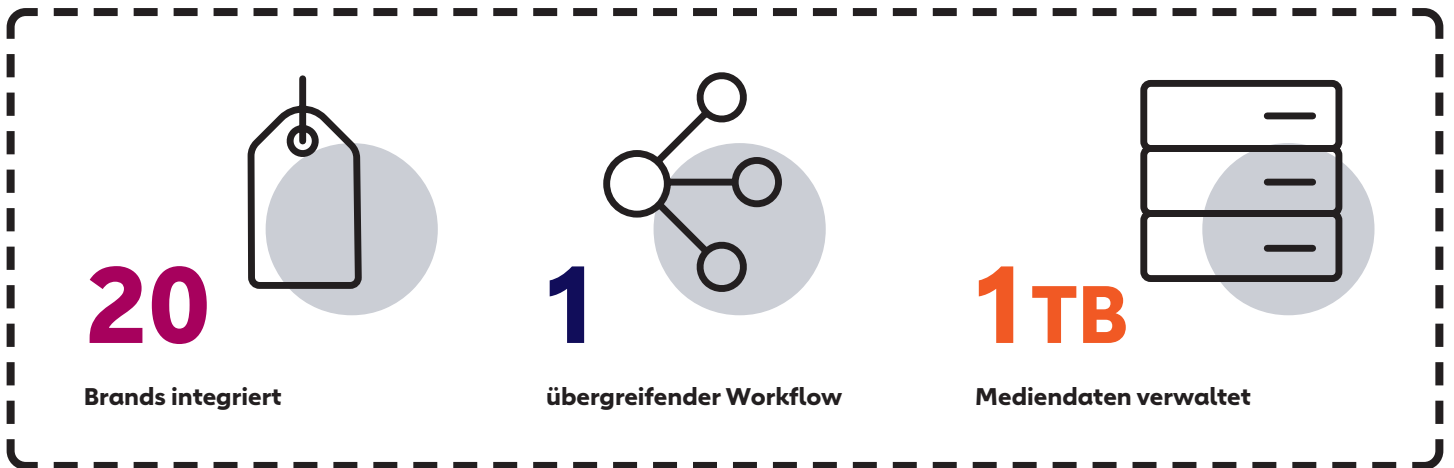 20
Brands integriert
1
übergreifender Workflow
1TB
Mediendaten verwaltet